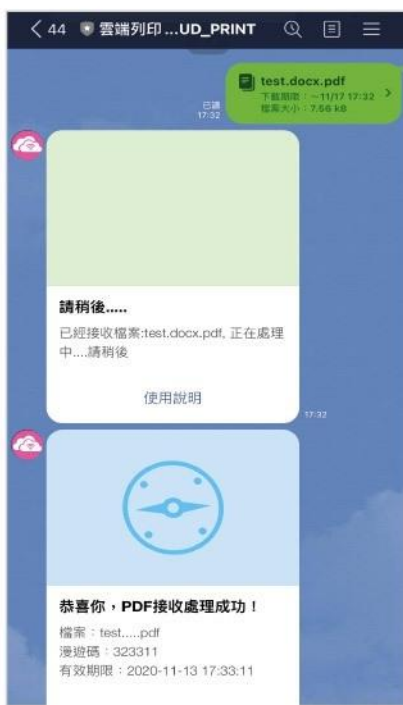 44 雲端列印...UD_PRINT
test.docx.pdf
下載期限：~11/17 17:32
檔案大小：7.56 kB
已讀
17:32
請稍後.....
已經接收檔案:test.docx.pdf, 正在處理
中....請稍後
使用說明
17:32
恭喜你，PDF接收處理成功！
檔案：test.....pdf
漫遊碼：323311
有效期限：2020-11-13 17:33:11